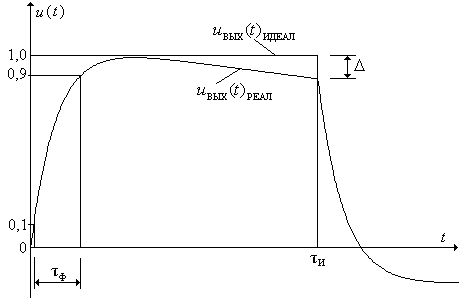 u(t)
1,0
u_ВЫХ(t)_ИДЕАЛ
Δ
0,9
u_ВЫХ(t)_РЕАЛ
0,1
0
t
τ_Ф
τ_И